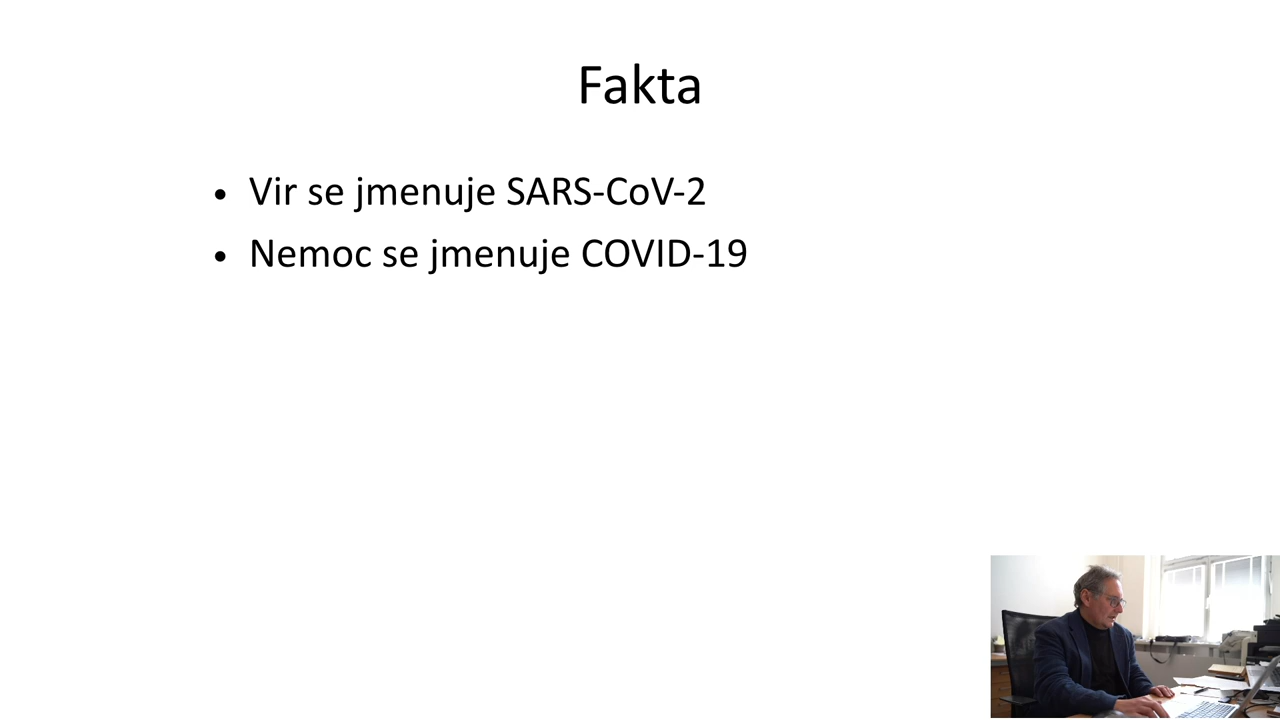 Fakta
• Vir se jmenuje SARS-CoV-2
• Nemoc se jmenuje COVID-19